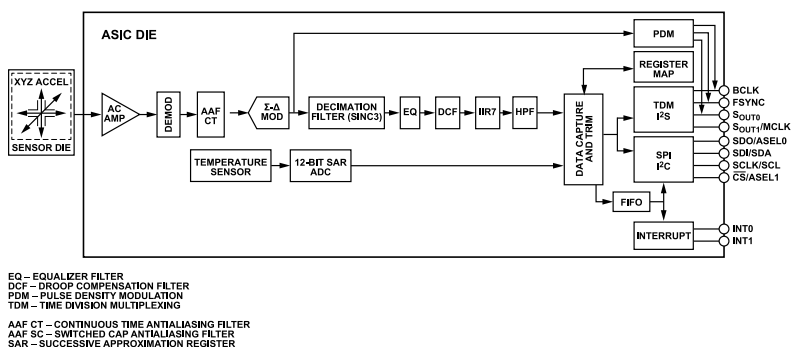 ASIC DIE
XYZ ACCEL
SENSOR DIE
AC
AMP
DEMOD
AAF
CT
Σ-Δ
MOD
DECIMATION
FILTER (SINC3)
EQ
DCF
IIR7
HPF
TEMPERATURE
SENSOR
12-BIT SAR
ADC
DATA CAPTURE
AND TRIM
FIFO
PDM
REGISTER
MAP
TDM
I²S
SPI
I²C
INTERRUPT
BCLK
FSYNC
SOUT0
SOUT1/MCLK
SDO/ASEL0
SDI/SDA
SCLK/SCL
C̅S̅/ASEL1
INT0
INT1
EQ – EQUALIZER FILTER
DCF – DROOP COMPENSATION FILTER
PDM – PULSE DENSITY MODULATION
TDM – TIME DIVISION MULTIPLEXING
AAF CT – CONTINUOUS TIME ANTIALIASING FILTER
AAF SC – SWITCHED CAP ANTIALIASING FILTER
SAR – SUCCESSIVE APPROXIMATION REGISTER